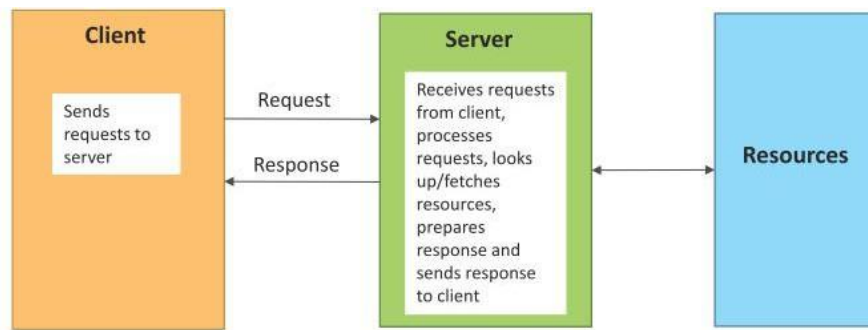 Client
Sends
requests to
server
Request
Response
Server
Receives requests
from client,
processes
requests, looks
up/fetches
resources,
prepares
response and
sends response
to client
Resources